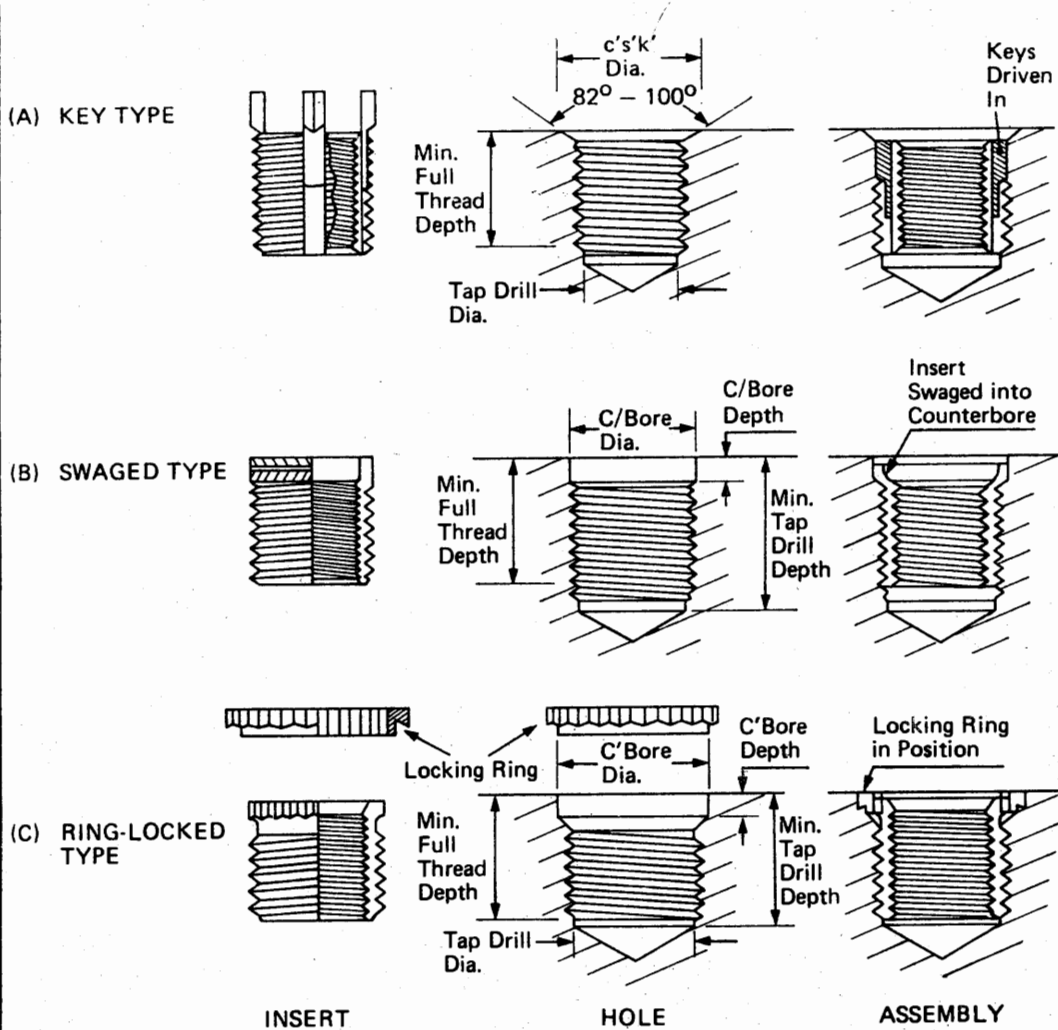 (A) KEY TYPE
c's'k'
Dia.
82° – 100°
Min.
Full
Thread
Depth
Tap Drill
Dia.
Keys
Driven
In
(B) SWAGED TYPE
C/Bore
Dia.
C/Bore
Depth
Min.
Full
Thread
Depth
Min.
Tap
Drill
Depth
Insert
Swaged into
Counterbore
(C) RING-LOCKED
TYPE
Locking Ring
C'Bore
Dia.
C'Bore
Depth
Min.
Full
Thread
Depth
Min.
Tap
Drill
Depth
Tap Drill
Dia.
Locking Ring
in Position
INSERT
HOLE
ASSEMBLY